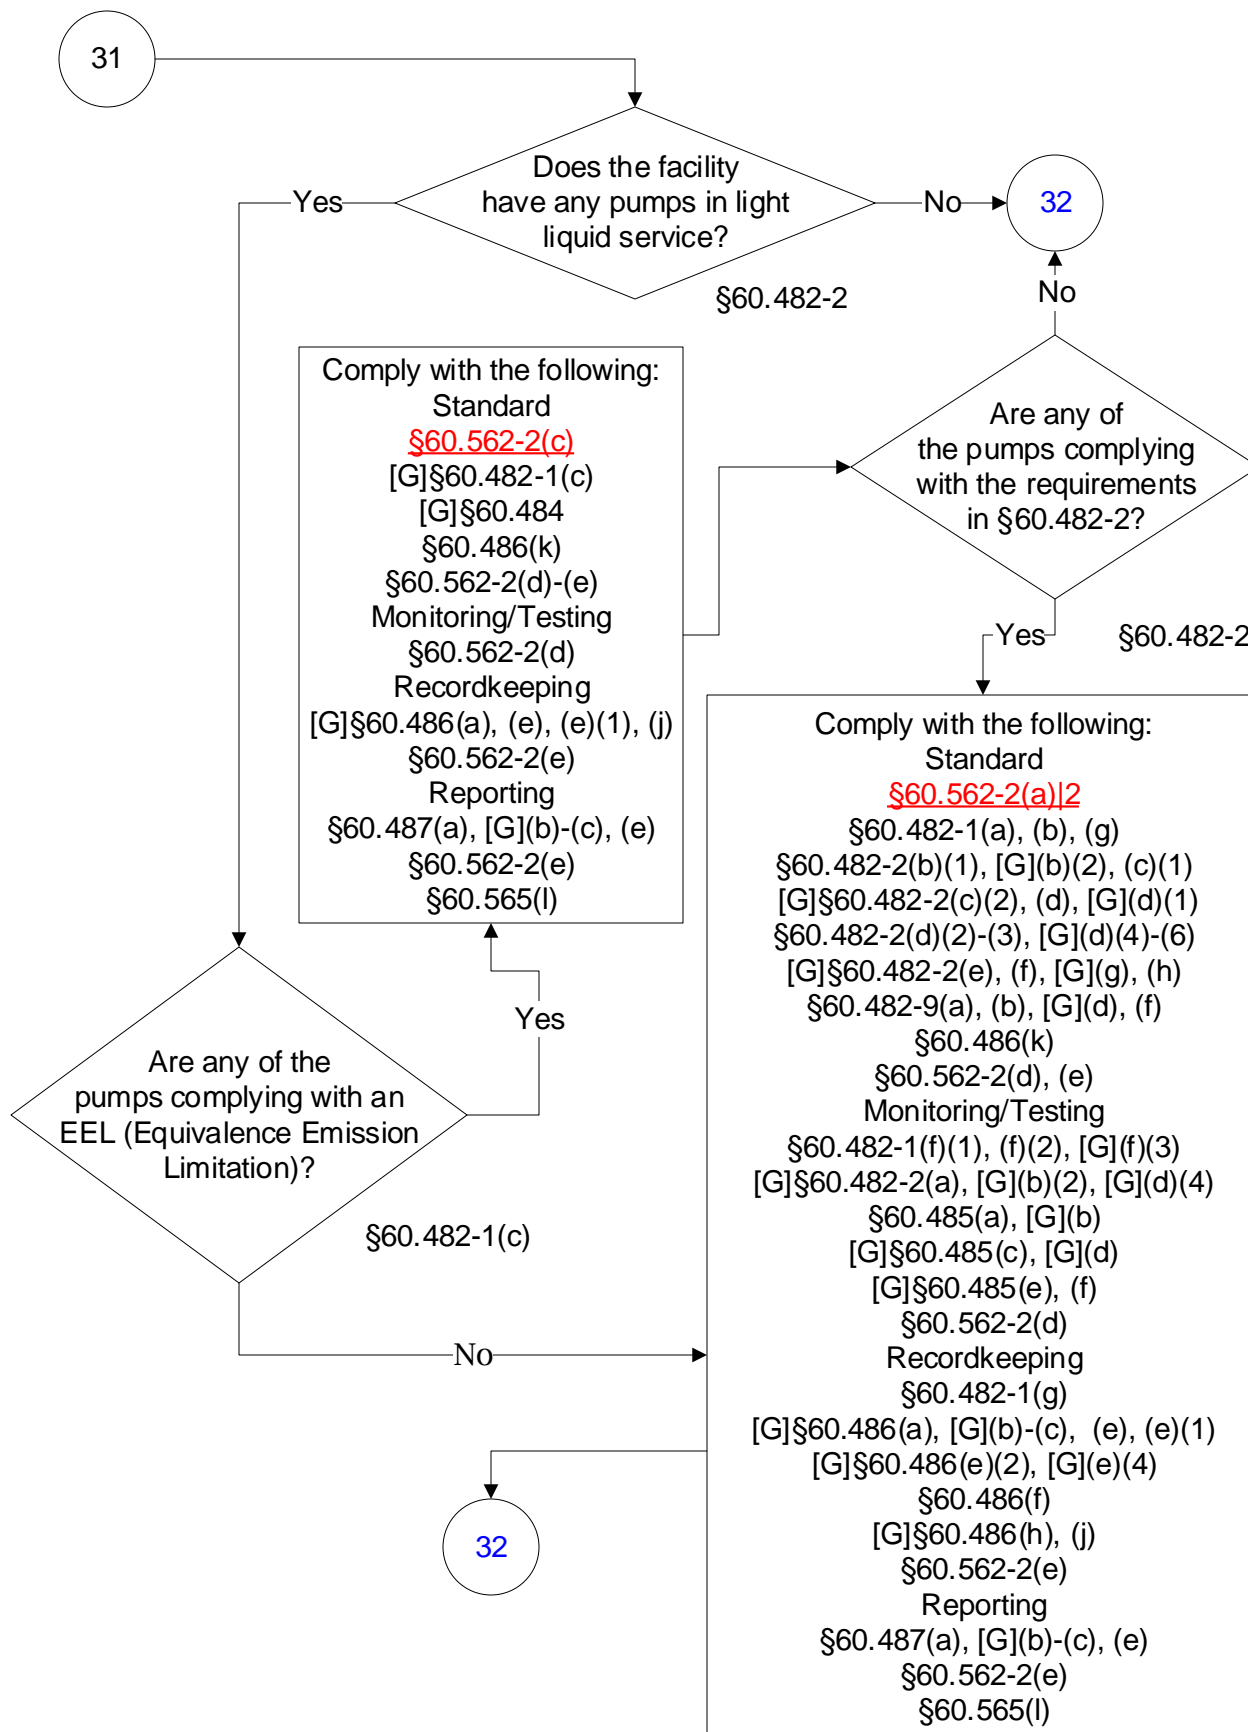 31
Does the facility
have any pumps in light
liquid service?
Yes
No
32
§60.482-2
No
Comply with the following:
Standard
§60.562-2(c)
[G]§60.482-1(c)
[G]§60.484
§60.486(k)
§60.562-2(d)-(e)
Monitoring/Testing
§60.562-2(d)
Recordkeeping
[G]§60.486(a), (e), (e)(1), (j)
§60.562-2(e)
Reporting
§60.487(a), [G](b)-(c), (e)
§60.562-2(e)
§60.565(l)
Are any of
the pumps complying
with the requirements
in §60.482-2?
Yes
§60.482-2
Yes
Are any of the
pumps complying with an
EEL (Equivalence Emission
Limitation)?
§60.482-1(c)
No
32
Comply with the following:
Standard
§60.562-2(a)|2
§60.482-1(a), (b), (g)
§60.482-2(b)(1), [G](b)(2), (c)(1)
[G]§60.482-2(c)(2), (d), [G](d)(1)
§60.482-2(d)(2)-(3), [G](d)(4)-(6)
[G]§60.482-2(e), (f), [G](g), (h)
§60.482-9(a), (b), [G](d), (f)
§60.486(k)
§60.562-2(d), (e)
Monitoring/Testing
§60.482-1(f)(1), (f)(2), [G](f)(3)
[G]§60.482-2(a), [G](b)(2), [G](d)(4)
§60.485(a), [G](b)
[G]§60.485(c), [G](d)
[G]§60.485(e), (f)
§60.562-2(d)
Recordkeeping
§60.482-1(g)
[G]§60.486(a), [G](b)-(c), (e), (e)(1)
[G]§60.486(e)(2), [G](e)(4)
§60.486(f)
[G]§60.486(h), (j)
§60.562-2(e)
Reporting
§60.487(a), [G](b)-(c), (e)
§60.562-2(e)
§60.565(l)